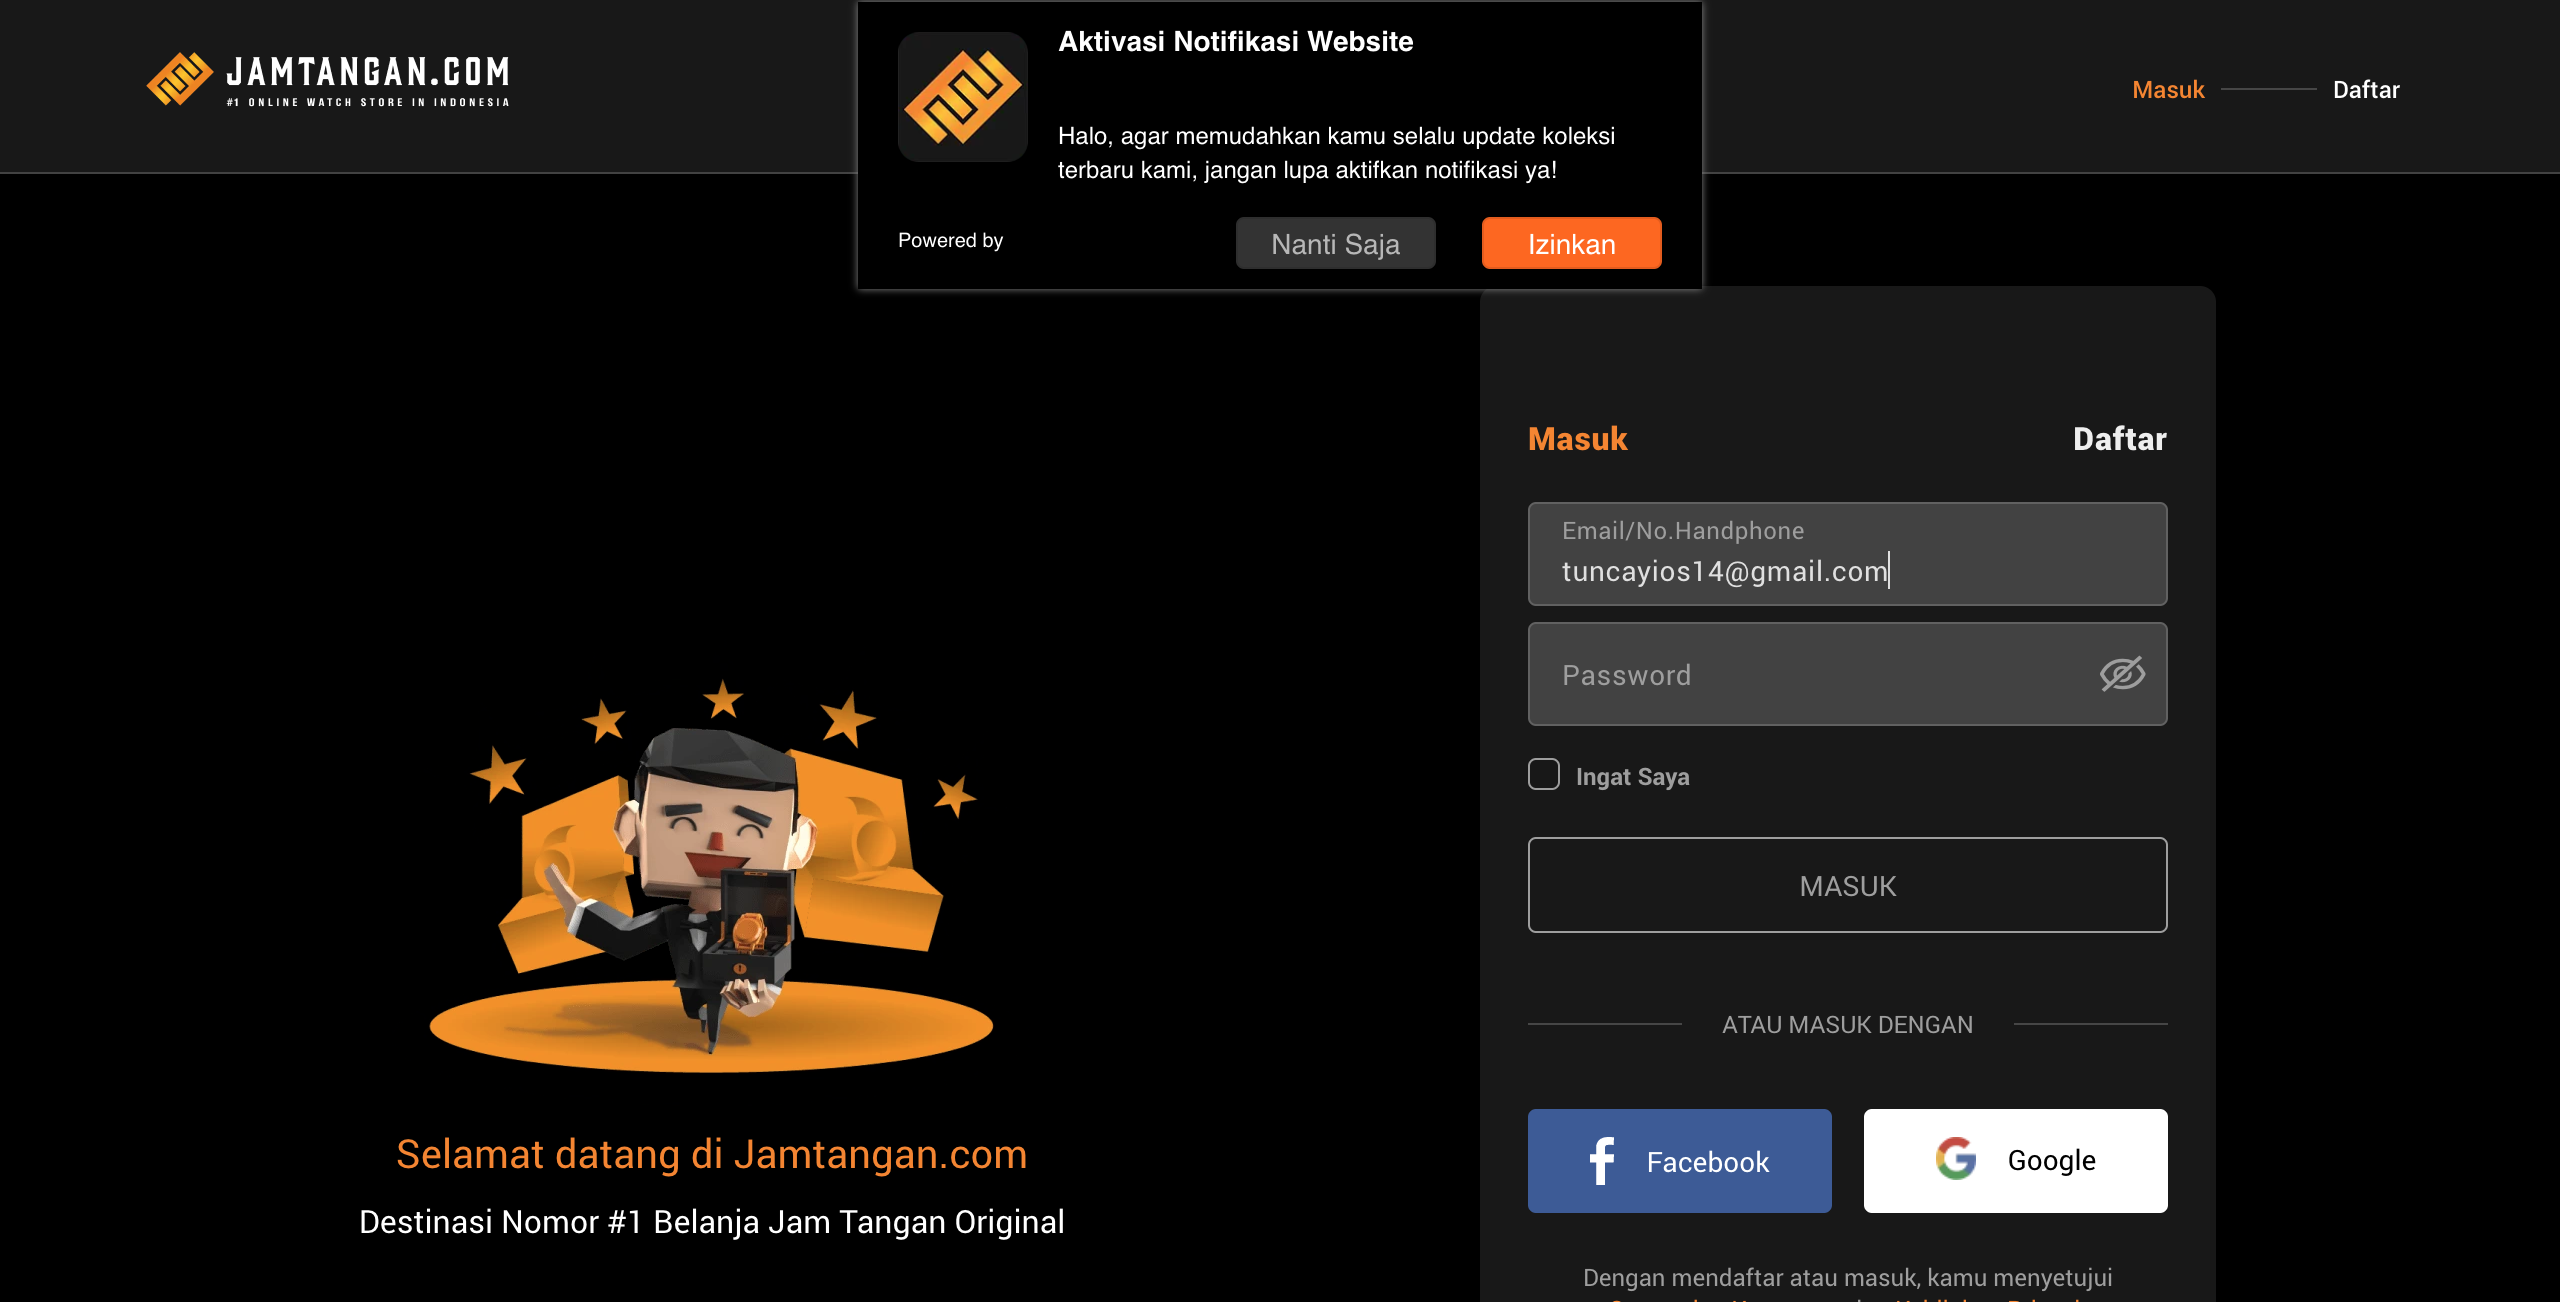 JAMTANGAN.COM
#1 ONLINE WATCH STORE IN INDONESIA
Aktivasi Notifikasi Website
Halo, agar memudahkan kamu selalu update koleksi
terbaru kami, jangan lupa aktifkan notifikasi ya!
Powered by
Nanti Saja
Izinkan
Masuk
Daftar
Masuk
Daftar
Email/No.Handphone
tuncayios14@gmail.com
Password
Ingat Saya
MASUK
ATAU MASUK DENGAN
Facebook
Google
Selamat datang di Jamtangan.com
Destinasi Nomor #1 Belanja Jam Tangan Original
Dengan mendaftar atau masuk, kamu menyetujui